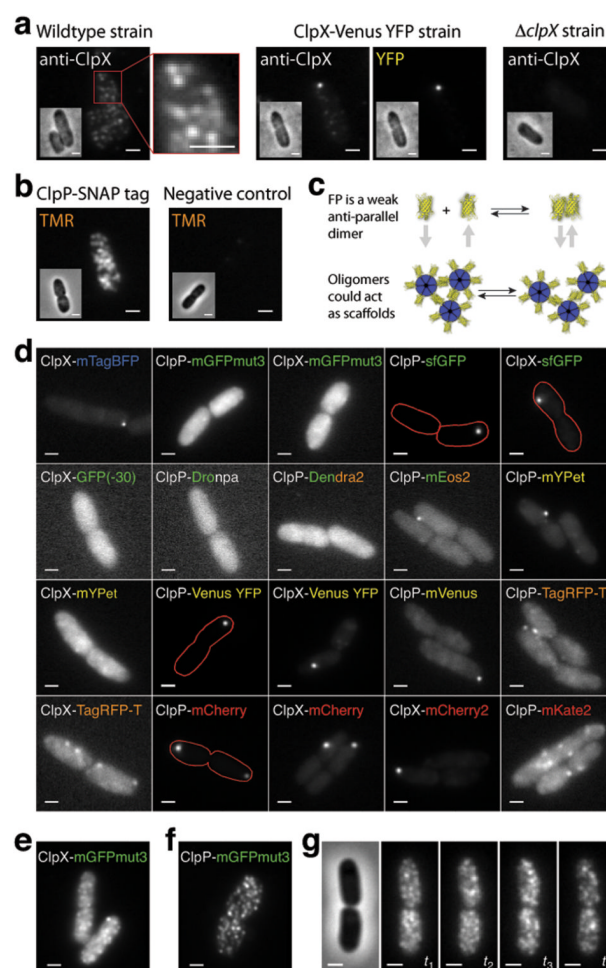 a
Wildtype strain
anti-ClpX
ClpX-Venus YFP strain
anti-ClpX
YFP
ΔclpX strain
anti-ClpX
b
ClpP-SNAP tag
TMR
Negative control
TMR
c
FP is a weak
anti-parallel
dimer
+
Oligomers
could act
as scaffolds
d
ClpX-mTagBFP
ClpP-mGFPmut3
ClpX-mGFPmut3
ClpP-sfGFP
ClpX-sfGFP
ClpX-GFP(-30)
ClpP-Dronpa
ClpP-Dendra2
ClpP-mEos2
ClpP-mYPet
ClpX-mYPet
ClpP-Venus YFP
ClpX-Venus YFP
ClpP-mVenus
ClpP-TagRFP-T
ClpX-TagRFP-T
ClpP-mCherry
ClpX-mCherry
ClpX-mCherry2
ClpP-mKate2
e
ClpX-mGFPmut3
f
ClpP-mGFPmut3
g
t1
t2
t3